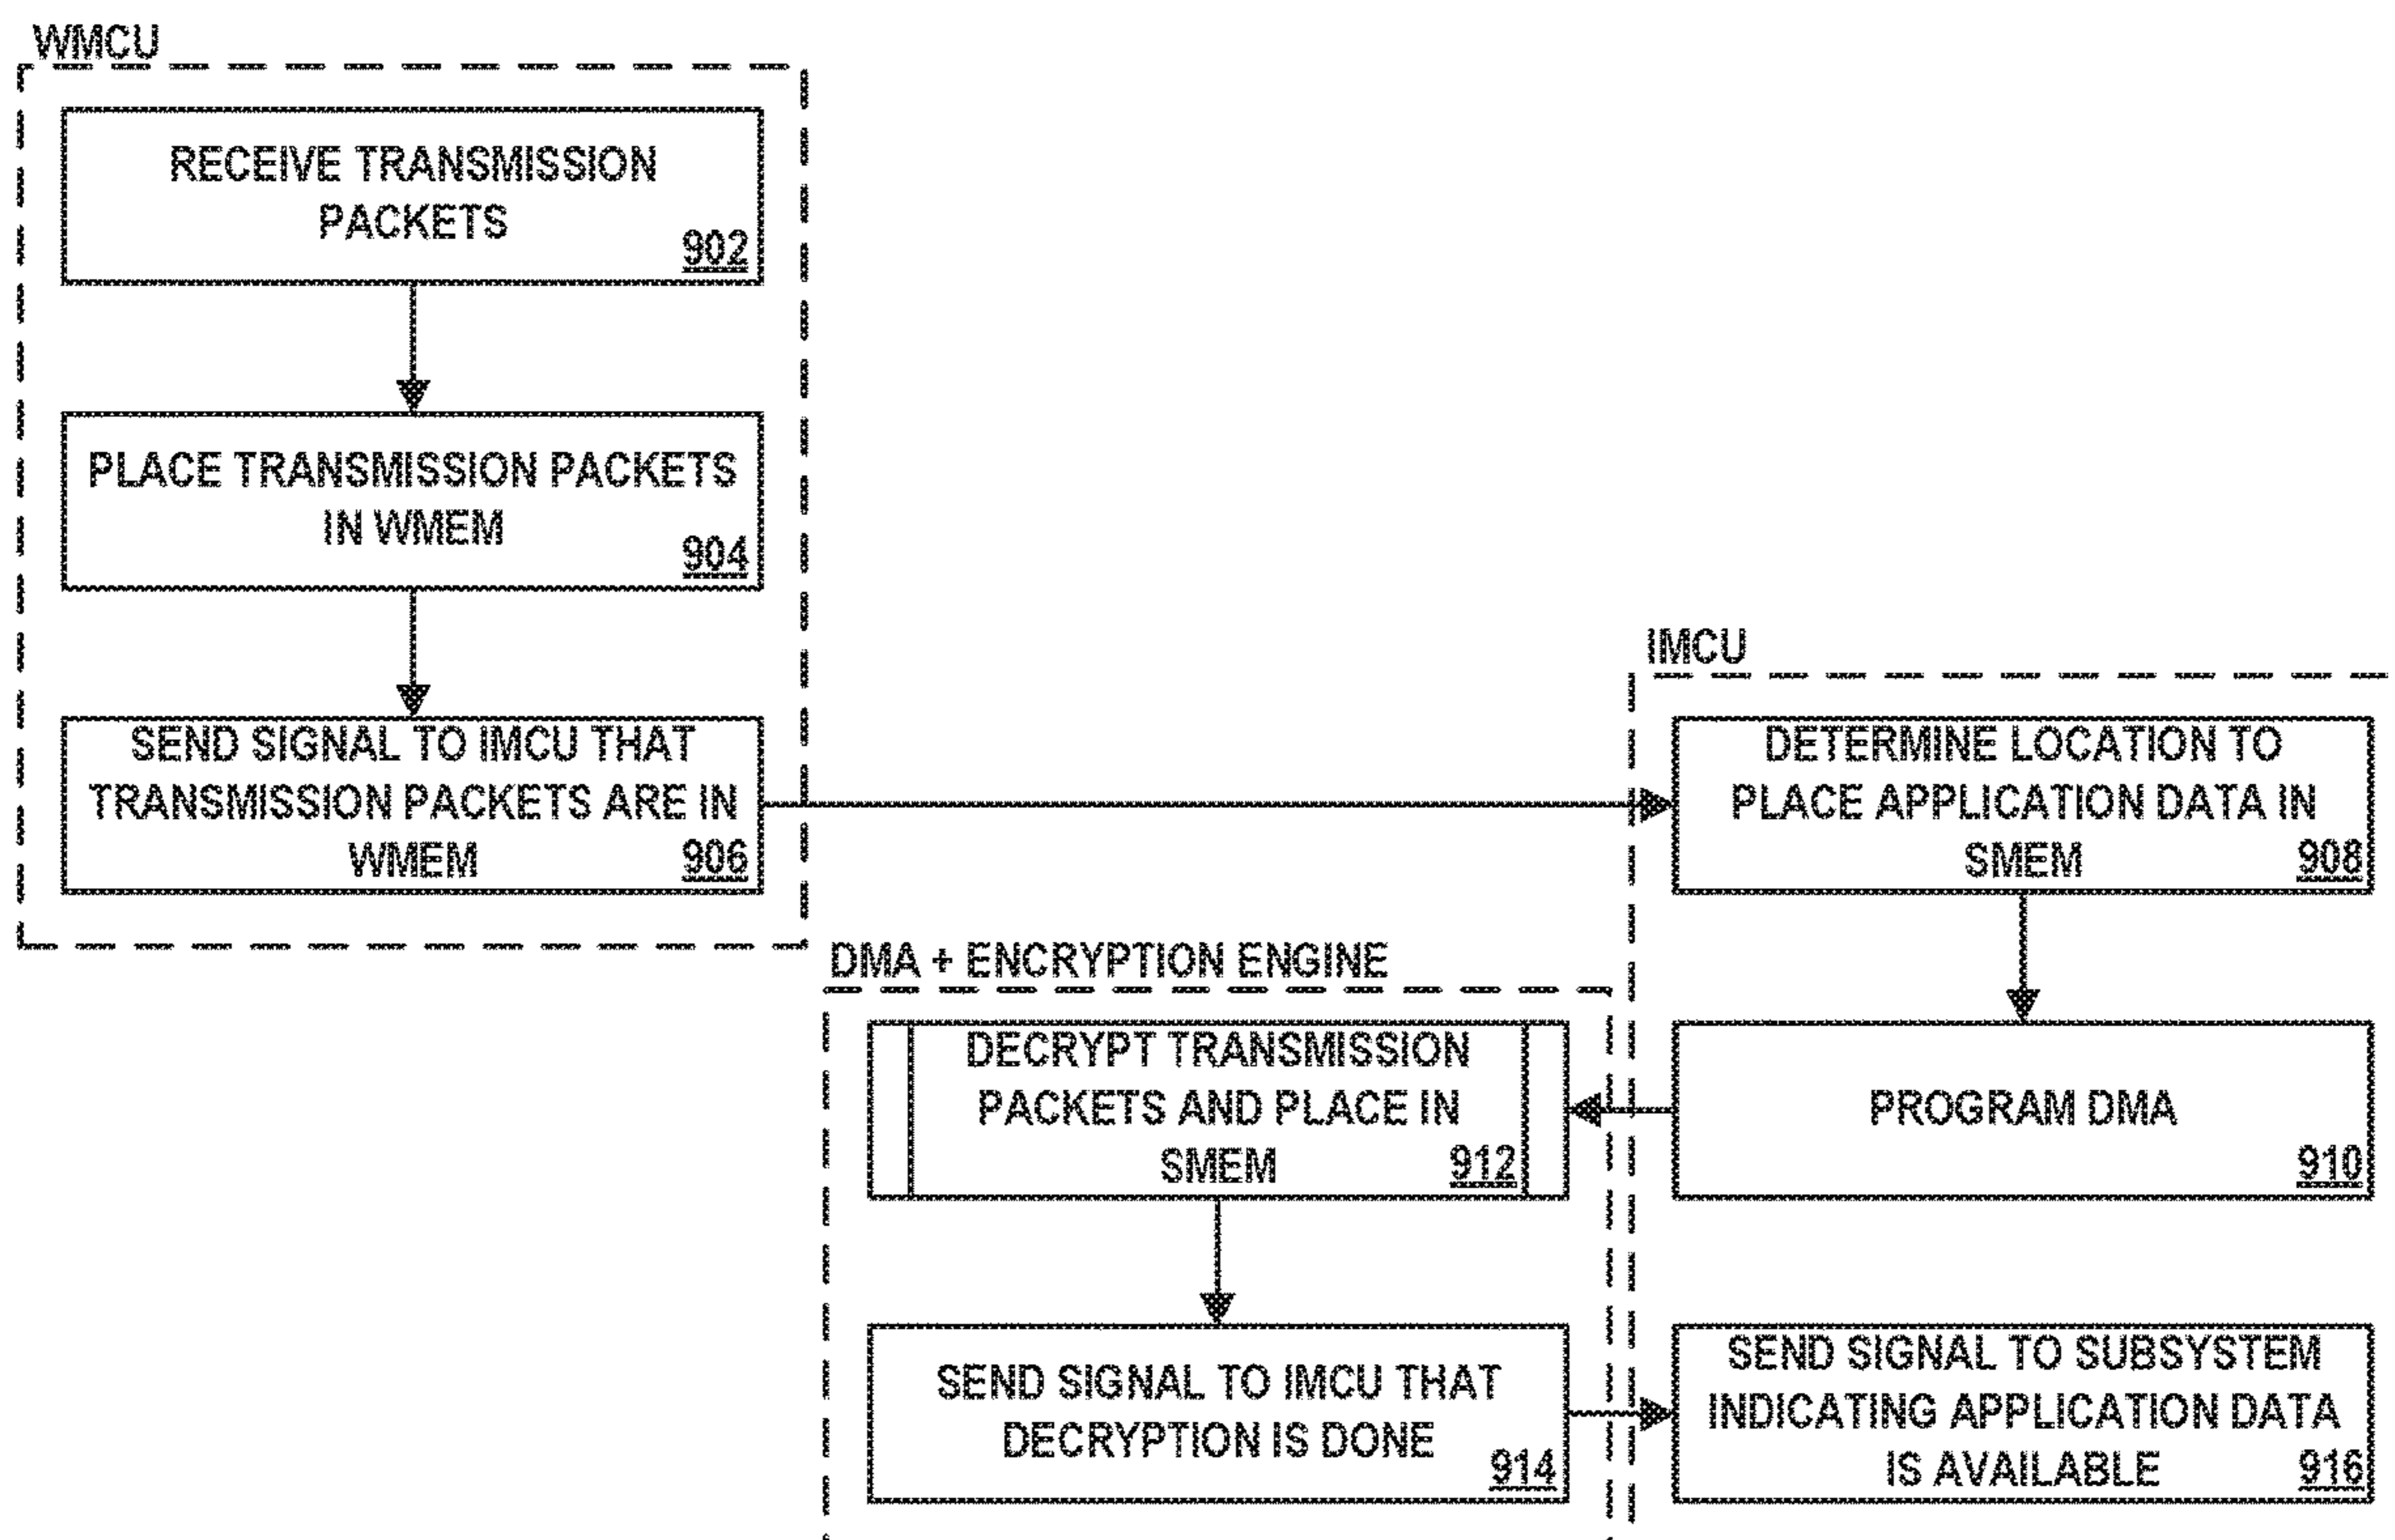 WMCU
RECEIVE TRANSMISSION
PACKETS
902
PLACE TRANSMISSION PACKETS
IN WMEM
904
SEND SIGNAL TO IMCU THAT
TRANSMISSION PACKETS ARE IN
WMEM
906
IMCU
DETERMINE LOCATION TO
PLACE APPLICATION DATA IN
SMEM
908
PROGRAM DMA
910
DMA + ENCRYPTION ENGINE
DECRYPT TRANSMISSION
PACKETS AND PLACE IN
SMEM
912
SEND SIGNAL TO IMCU THAT
DECRYPTION IS DONE
914
SEND SIGNAL TO SUBSYSTEM
INDICATING APPLICATION DATA
IS AVAILABLE
916